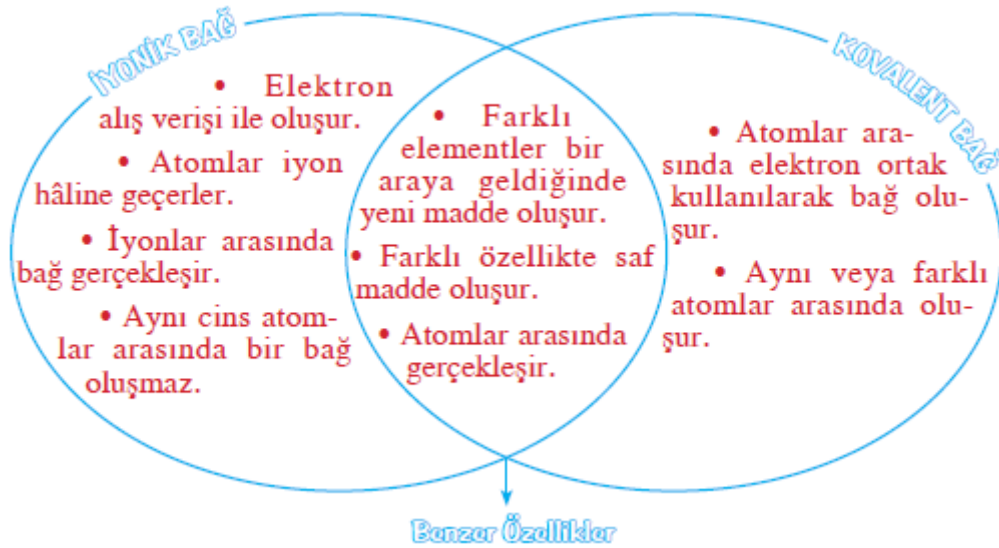 İYONİK BAĞ
• Elektron
alış verişi ile oluşur.
• Atomlar iyon
hâline geçerler.
• İyonlar arasında
bağ gerçekleşir.
• Aynı cins atom-
lar arasında bir bağ
oluşmaz.
• Farklı
elementler bir
araya geldiğinde
yeni madde oluşur.
• Farklı özellikte saf
madde oluşur.
• Atomlar arasında
gerçekleşir.
KOVALENT BAĞ
• Atomlar ara-
sında elektron ortak
kullanılarak bağ olu-
şur.
• Aynı veya farklı
atomlar arasında olu-
şur.
Benzer Özellikler